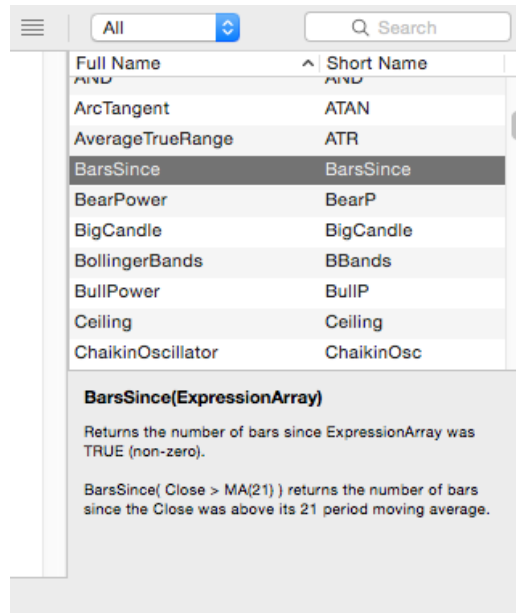 All
Search
Full Name Short Name
AND AND
ArcTangent ATAN
AverageTrueRange ATR
BarsSince BarsSince
BearPower BearP
BigCandle BigCandle
BollingerBands BBands
BullPower BullP
Ceiling Ceiling
ChaikinOscillator ChaikinOsc
BarsSince(ExpressionArray)
Returns the number of bars since ExpressionArray was
TRUE (non-zero).
BarsSince( Close > MA(21) ) returns the number of bars
since the Close was above its 21 period moving average.